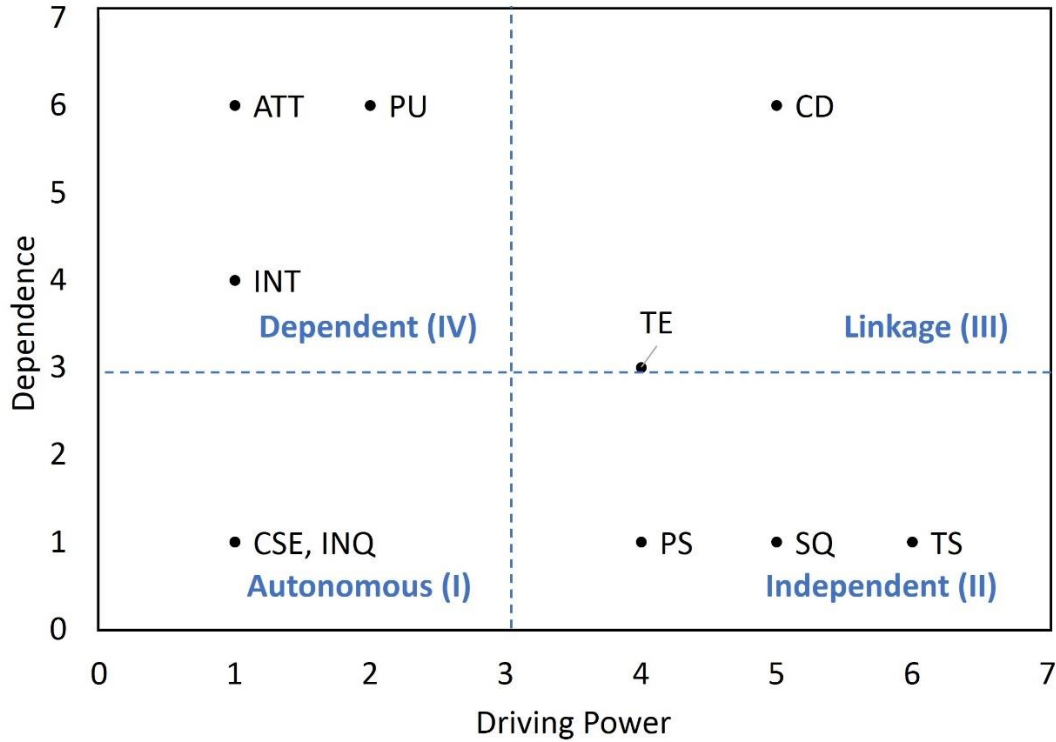 7
6
ATT
PU
CD
5
4
INT
TE
Dependent (IV)
Linkage (III)
3
2
1
CSE, INQ
PS
SQ
TS
Autonomous (I)
Independent (II)
0
Dependence
0 1 2 3 4 5 6 7
Driving Power